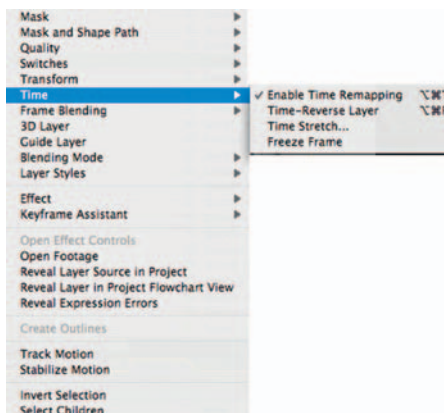 Mask
Mask and Shape Path
Quality
Switches
Transform
Time
Frame Blending
3D Layer
Guide Layer
Blending Mode
Layer Styles
Effect
Keyframe Assistant
Open Effect Controls
Open Footage
Reveal Layer Source in Project
Reveal Layer in Project Flowchart View
Reveal Expression Errors
Create Outlines
Track Motion
Stabilize Motion
Invert Selection
Select Children
✓ Enable Time Remapping ⌥⌘
Time-Reverse Layer ⌥⌘
Time Stretch...
Freeze Frame